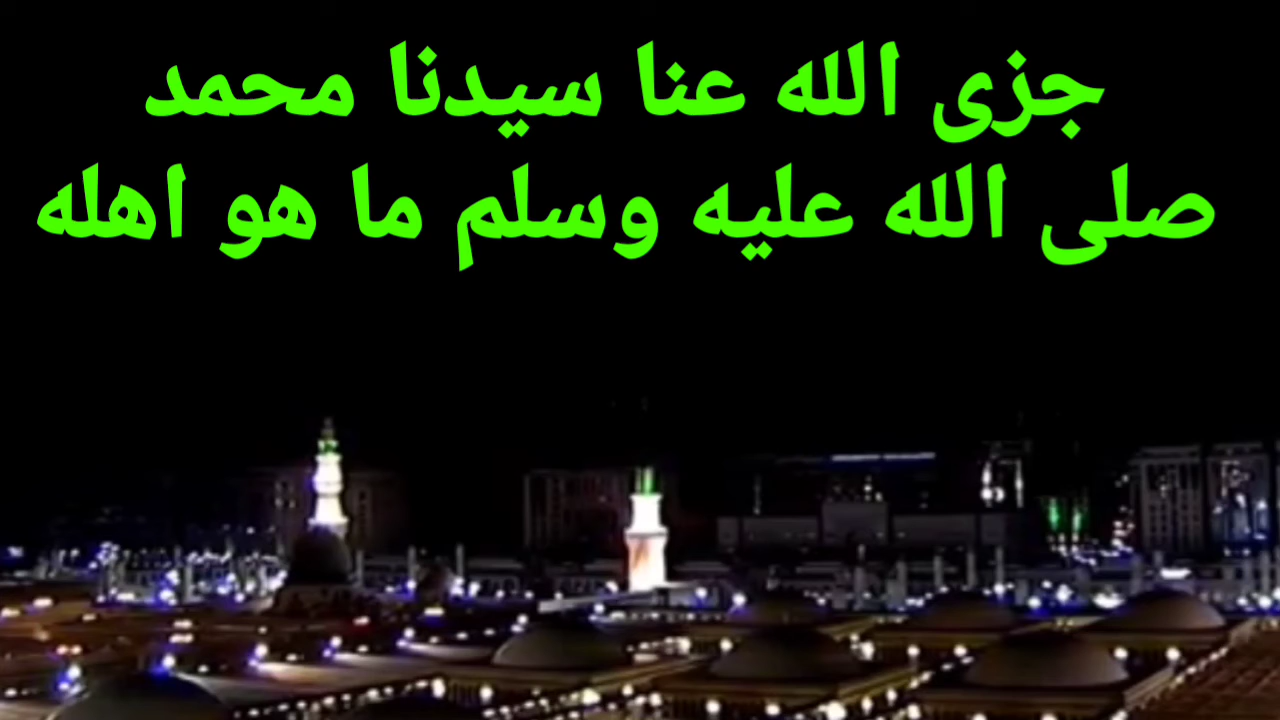 جزى الله عنا سيدنا محمد
صلى الله عليه وسلم ما هو اهله